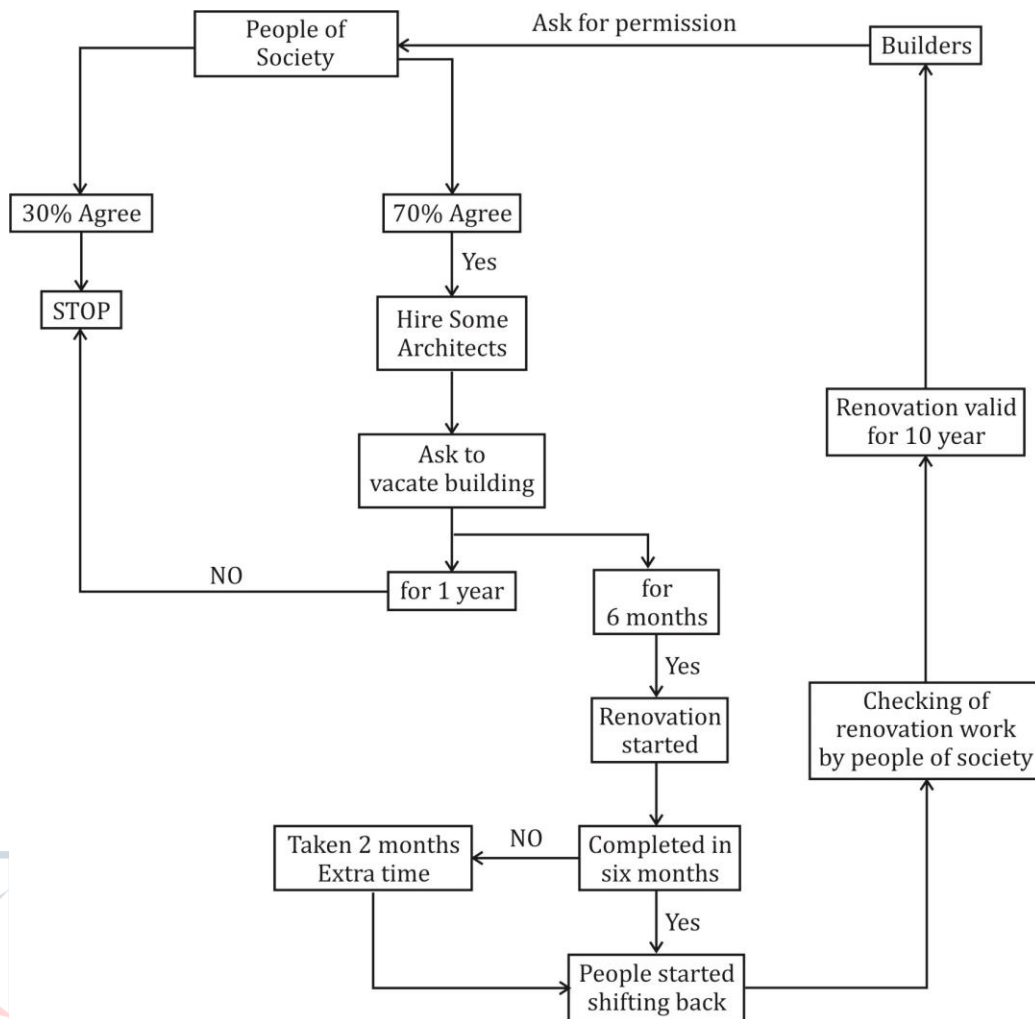 People of
Society
Ask for permission
Builders
30% Agree
70% Agree
Yes
STOP
Hire Some
Architects
Renovation valid
for 10 year
Ask to
vacate building
NO
for 1 year
for
6 months
Yes
Renovation
started
Checking of
renovation work
by people of society
Taken 2 months
Extra time
NO
Completed in
six months
Yes
People started
shifting back